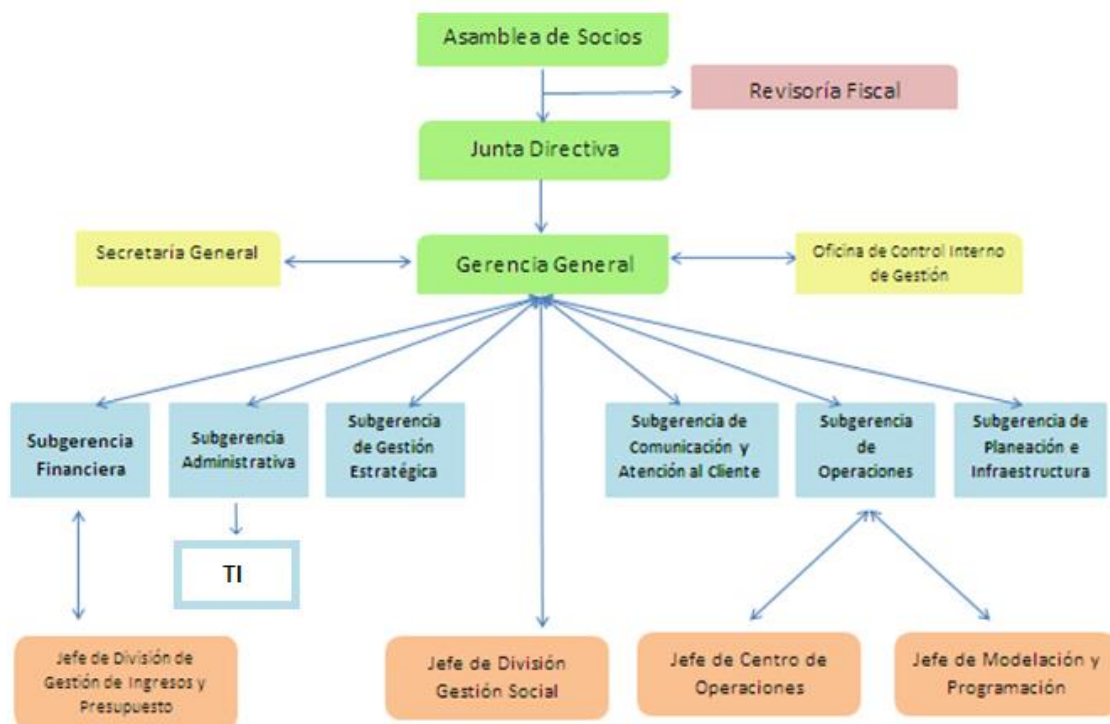 Asamblea de Socios
Revisoría Fiscal
Junta Directiva
Secretaría General
Gerencia General
Oficina de Control Interno
de Gestión
Subgerencia
Financiera
Subgerencia
Administrativa
Subgerencia
de Gestión
Estratégica
Subgerencia de
Comunicación y
Atención al Cliente
Subgerencia
de
Operaciones
Subgerencia de
Planeación e
Infraestructura
TI
Jefe de División de
Gestión de Ingresos y
Presupuesto
Jefe de División
Gestión Social
Jefe de Centro de
Operaciones
Jefe de Modelación y
Programación